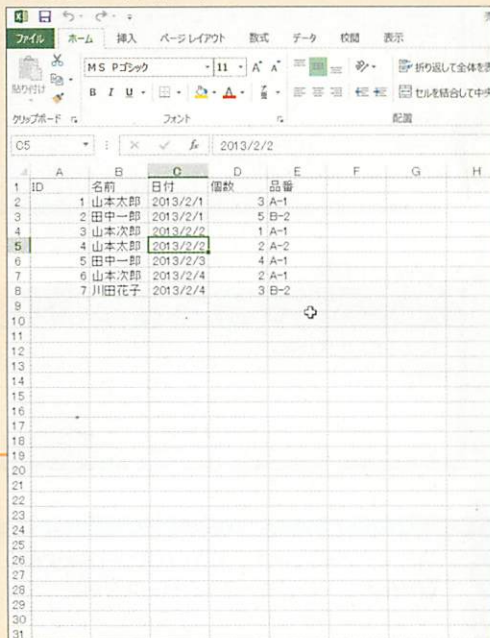 ファイル ホーム 挿入 ページ レイアウト 数式 データ 校閲 表示
MS Pゴシック 11 A A 折り返して全体を
貼り付け B I U A セルを結合して中央
クリップボード フォント 配置
C5 fx 2013/2/2
A B C D E F G H
1 ID 名前 日付 個数 品番
2 1 山本太郎 2013/2/1 3 A-1
3 2 田中一郎 2013/2/1 5 B-2
4 3 山本次郎 2013/2/2 1 A-1
5 4 山本太郎 2013/2/2 2 A-2
6 5 田中一郎 2013/2/3 4 A-1
7 6 山本次郎 2013/2/4 2 A-1
8 7 川田花子 2013/2/4 3 B-2
9
10
11
12
13
14
15
16
17
18
19
20
21
22
23
24
25
26
27
28
29
30
31